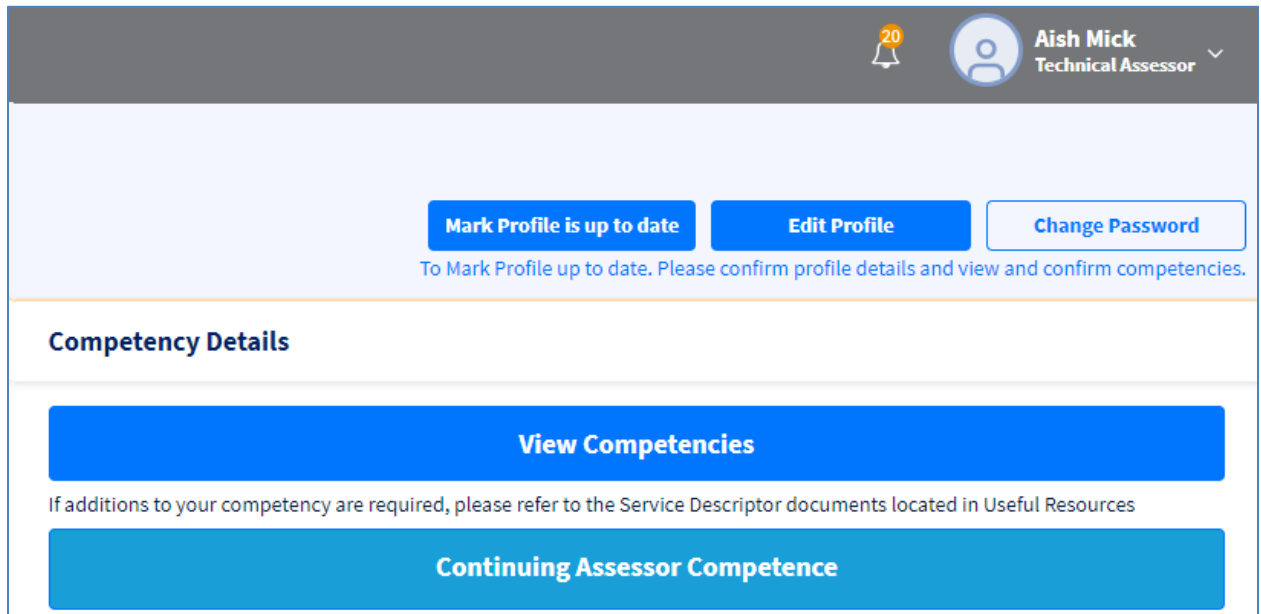 20
Aish Mick
Technical Assessor
Mark Profile is up to date
Edit Profile
Change Password
To Mark Profile up to date. Please confirm profile details and view and confirm competencies.
Competency Details
View Competencies
If additions to your competency are required, please refer to the Service Descriptor documents located in Useful Resources
Continuing Assessor Competence